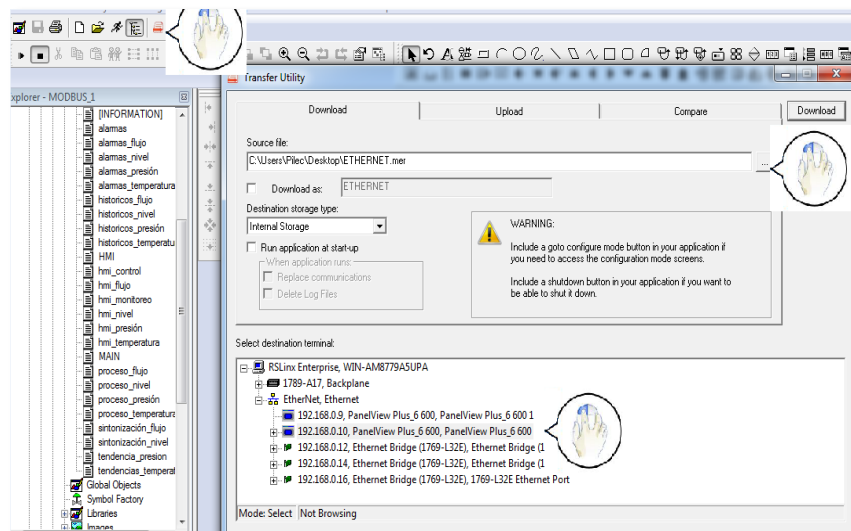 Transfer Utility
xplorer - MODBUS_1
[INFORMATION]
alarmas
alarmas_flujo
alarmas_nivel
alarmas_presión
alarmas_temperatura
historicos_flujo
historicos_nivel
historicos_presión
historicos_temperatu
HMI
hmi_control
hmi_flujo
hmi_monitoreo
hmi_nivel
hmi_presión
hmi_temperatura
MAIN
proceso_flujo
proceso_nivel
proceso_presión
proceso_temperatura
sintonización_flujo
sintonización_nivel
tendencia_presion
tendencias_temperat
Global Objects
Symbol Factory
Libraries
Images
Download Upload Compare Download
Source file:
C:\Users\Pilec\Desktop\ETHERNET.mer
...
Download as: ETHERNET
Destination storage type:
Internal Storage
Run application at start-up
When application runs:
Replace communications
Delete Log Files
WARNING:
Include a goto configure mode button in your application if
you need to access the configuration mode screens.
Include a shutdown button in your application if you want to
be able to shut it down.
Select destination terminal:
RSLinx Enterprise, WIN-AM8779A5UPA
1789-A17, Backplane
EtherNet, Ethernet
192.168.0.9, PanelView Plus_6 600, PanelView Plus_6 600 1
192.168.0.10, PanelView Plus_6 600, PanelView Plus_6 600
192.168.0.12, Ethernet Bridge (1769-L32E), Ethernet Bridge (1
192.168.0.14, Ethernet Bridge (1769-L32E), Ethernet Bridge (1
192.168.0.16, Ethernet Bridge (1769-L32E), 1769-L32E Ethernet Port
Mode: Select Not Browsing